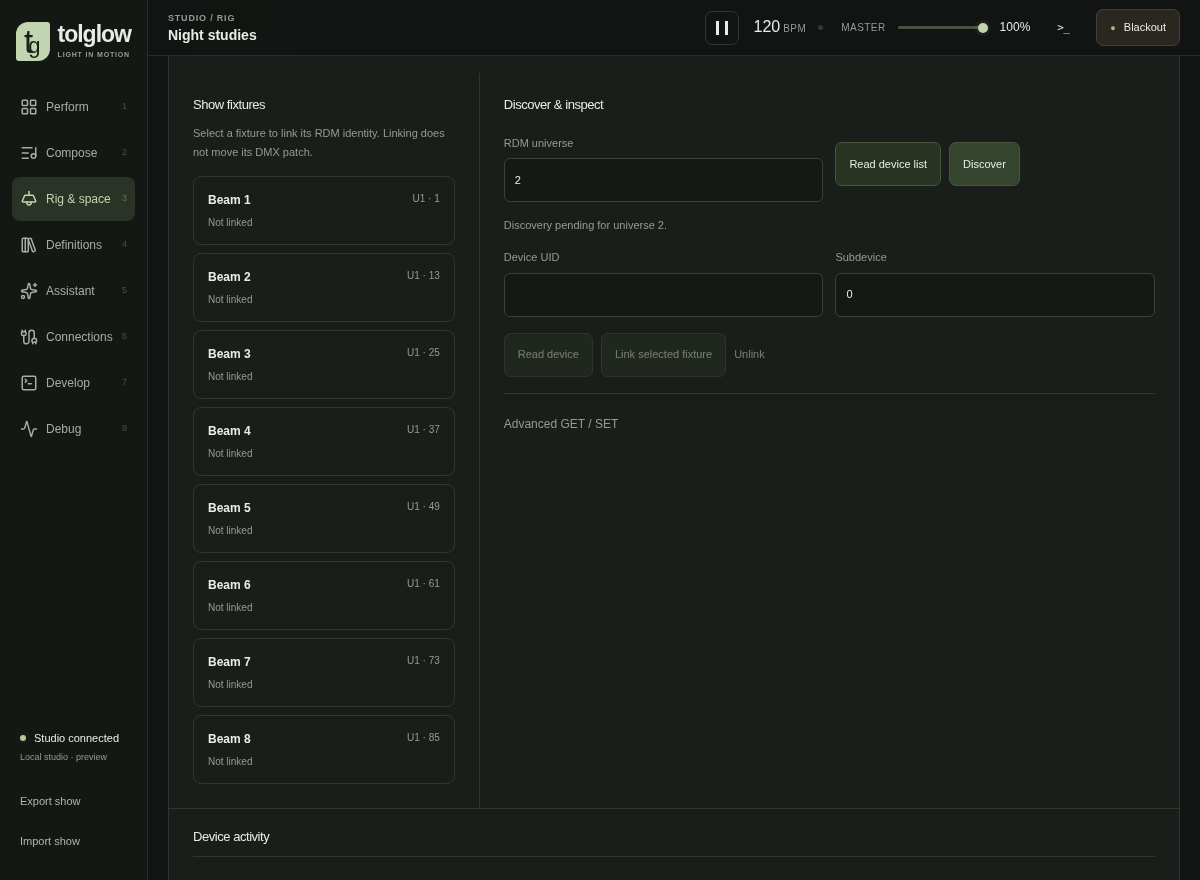 tg
tolglow
LIGHT IN MOTION
Perform 1
Compose 2
Rig & space 3
Definitions 4
Assistant 5
Connections 6
Develop 7
Debug 8
Studio connected
Local studio · preview
Export show
Import show
STUDIO / RIG
Night studies
120 BPM
MASTER
100%
>_
Blackout
Show fixtures
Select a fixture to link its RDM identity. Linking does
not move its DMX patch.
Beam 1 U1 · 1
Not linked
Beam 2 U1 · 13
Not linked
Beam 3 U1 · 25
Not linked
Beam 4 U1 · 37
Not linked
Beam 5 U1 · 49
Not linked
Beam 6 U1 · 61
Not linked
Beam 7 U1 · 73
Not linked
Beam 8 U1 · 85
Not linked
Discover & inspect
RDM universe
2
Read device list
Discover
Discovery pending for universe 2.
Device UID
Subdevice
0
Read device
Link selected fixture
Unlink
Advanced GET / SET
Device activity